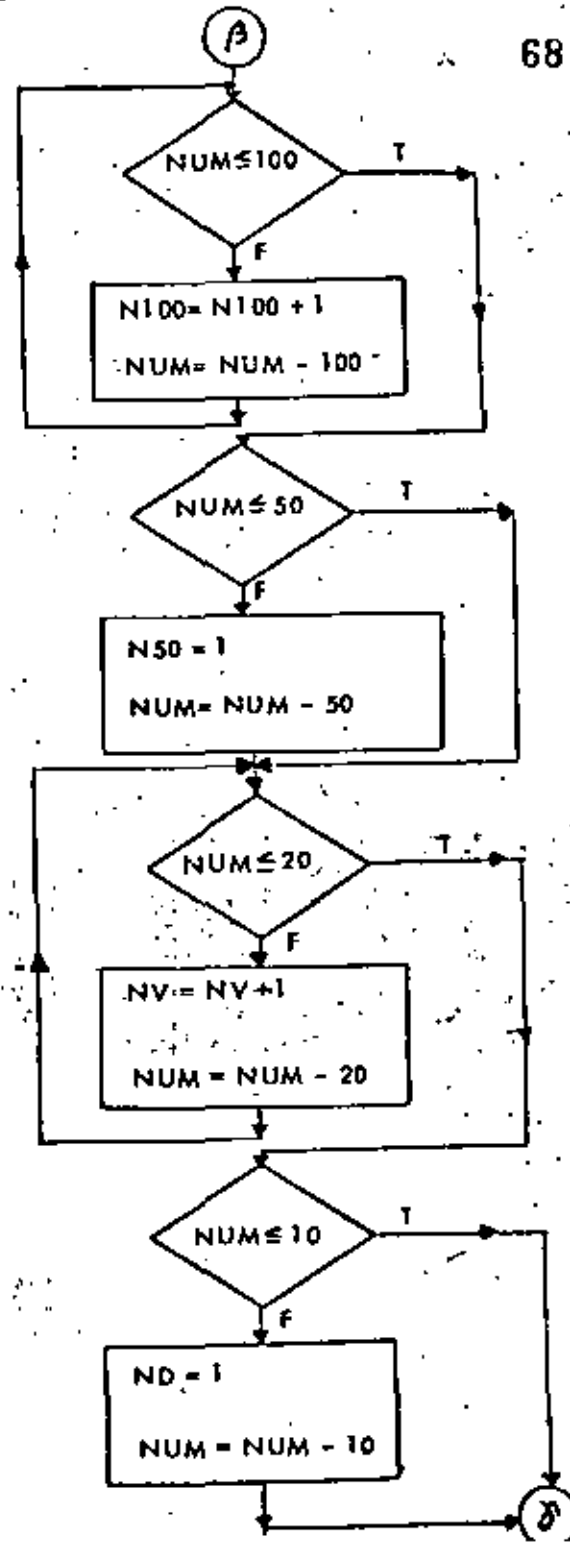 β
68
NUM≤100
T
F
N100= N100 + 1
NUM= NUM - 100
NUM≤50
T
F
N50 = 1
NUM= NUM - 50
NUM≤20
T
F
NV = NV+1
NUM = NUM - 20
NUM≤10
T
F
ND = 1
NUM = NUM - 10
γ